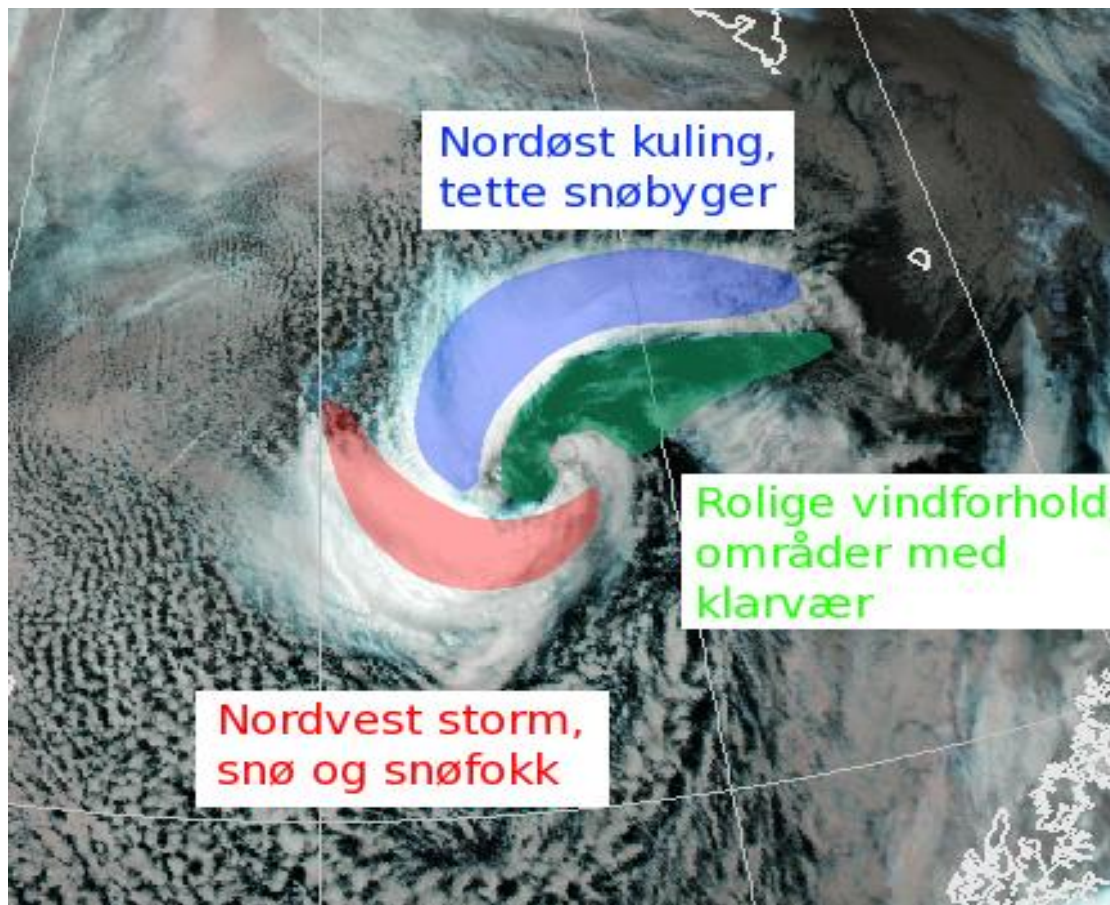 Nordøst kuling,
tette snøbyger
Rolige vindforhold
områder med
klarvær
Nordvest storm,
snø og snøfokk